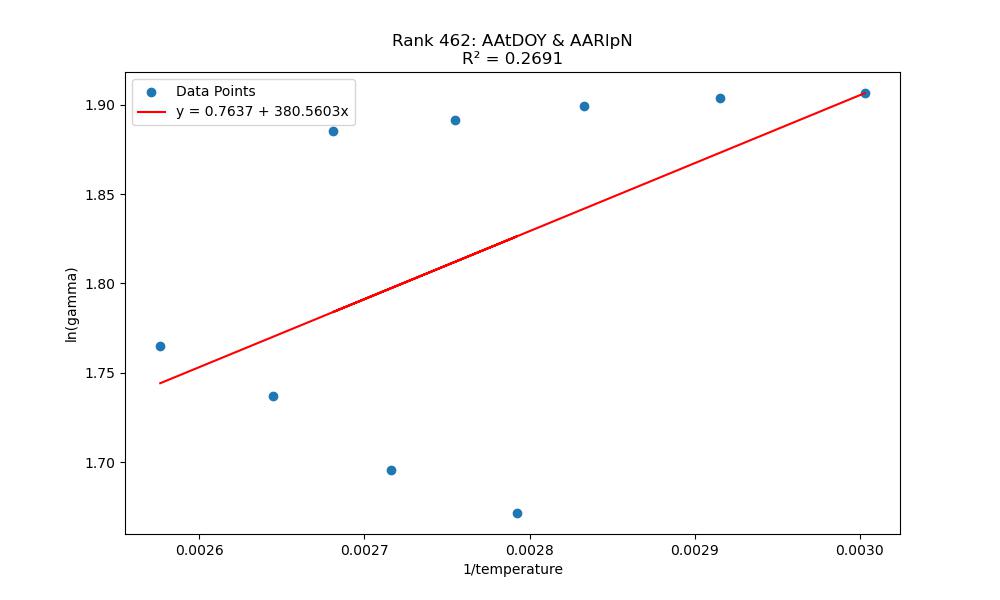 Rank 462: AAtDOY & AARlpN
R² = 0.2691
Data Points
y = 0.7637 + 380.5603x
ln(gamma)
1.90
1.85
1.80
1.75
1.70
0.0026
0.0027
0.0028
0.0029
0.0030
1/temperature